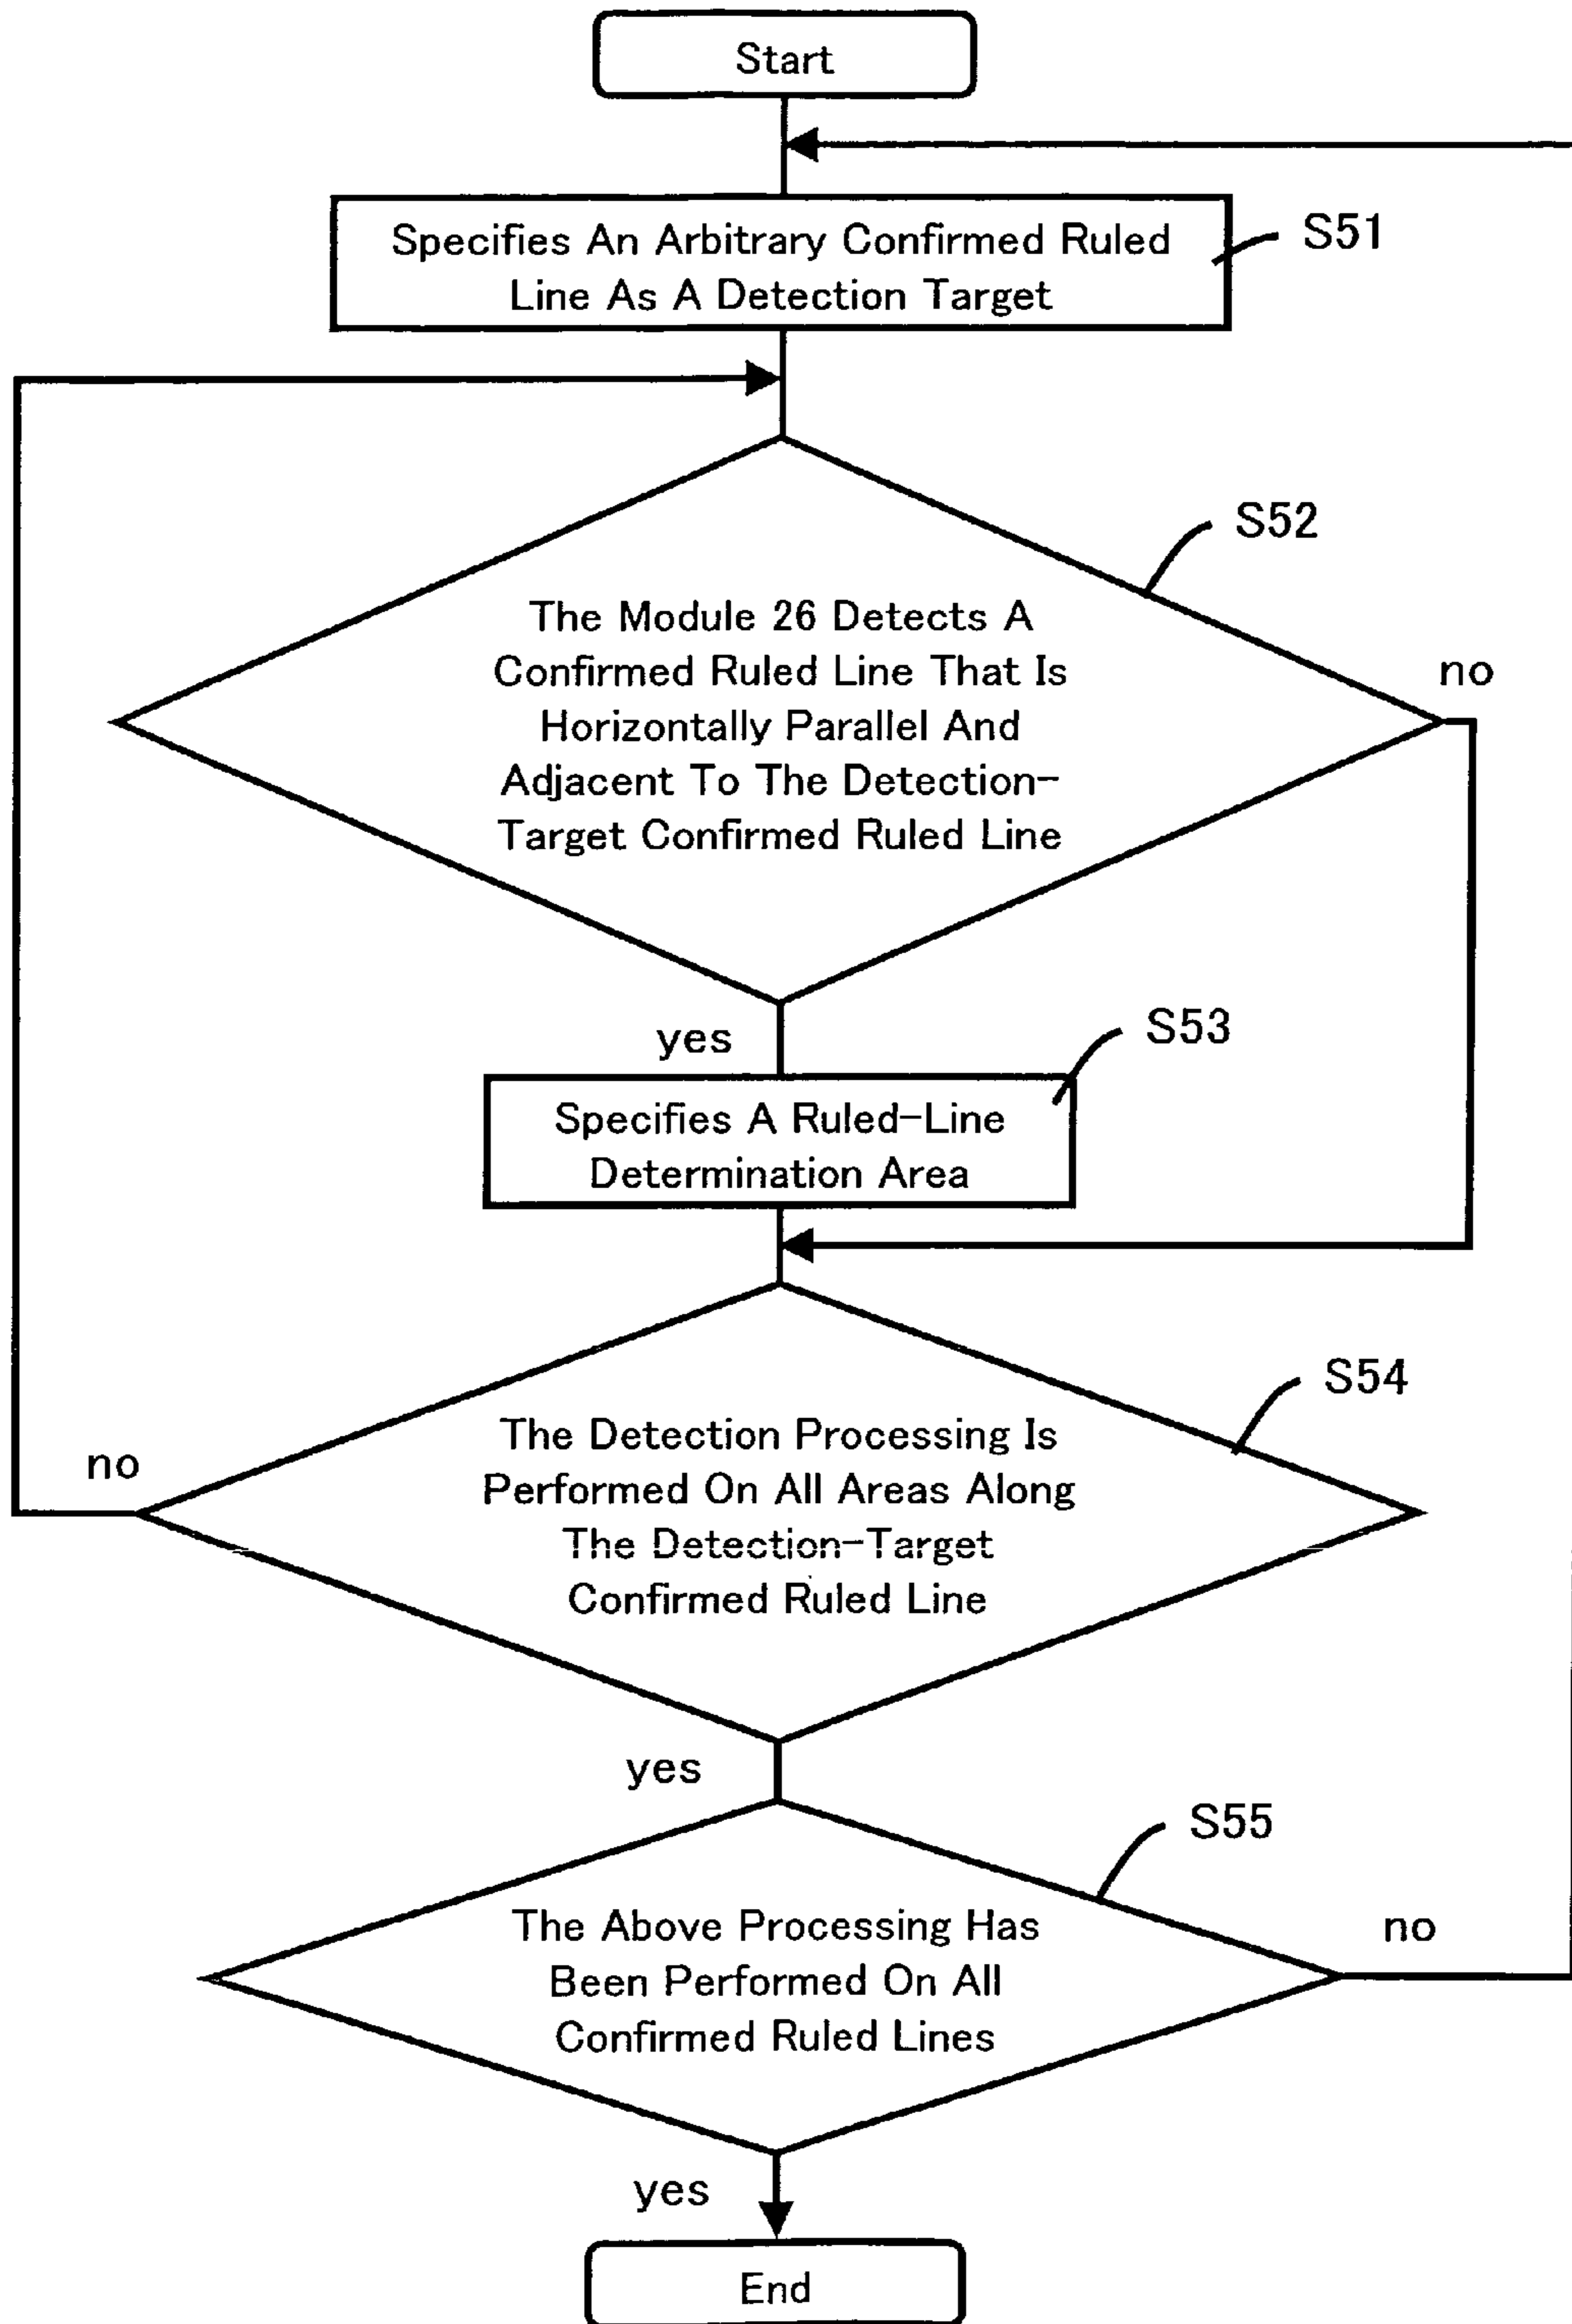 Start
Specifies An Arbitrary Confirmed Ruled
Line As A Detection Target
S51
S52
The Module 26 Detects A
Confirmed Ruled Line That Is
Horizontally Parallel And
Adjacent To The Detection-
Target Confirmed Ruled Line
no
yes
S53
Specifies A Ruled-Line
Determination Area
S54
The Detection Processing Is
Performed On All Areas Along
The Detection-Target
Confirmed Ruled Line
no
yes
S55
The Above Processing Has
Been Performed On All
Confirmed Ruled Lines
no
yes
End